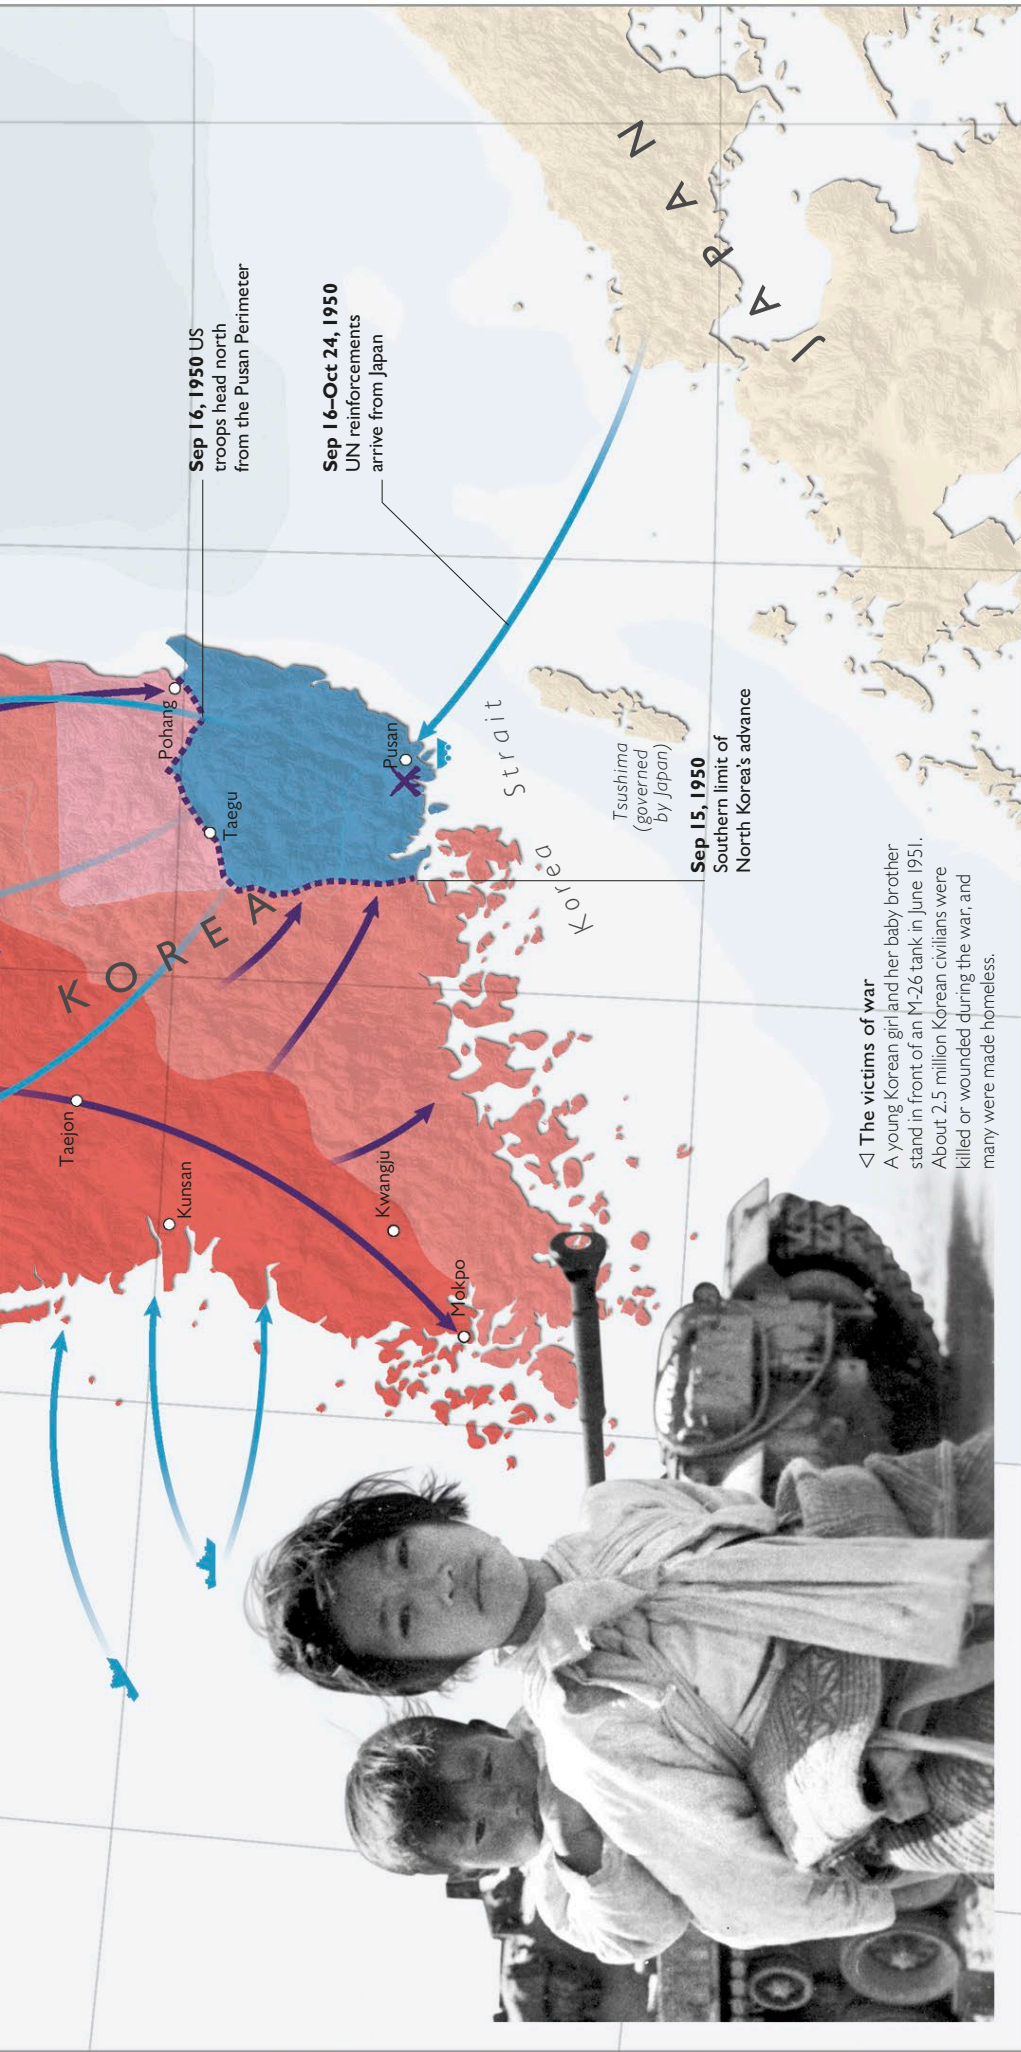 Sep 16, 1950 US
troops head north
from the Pusan Perimeter
Sep 16–Oct 24, 1950
UN reinforcements
arrive from Japan
JAPAN
KOREA
Pohang
Taegu
Pusan
Taejon
Kunsan
Kwangju
Mokpo
Korea Strait
Tsushima
(governed
by Japan)
Sep 15, 1950
Southern limit of
North Korea's advance
◁ The victims of war
A young Korean girl and her baby brother
stand in front of an M-26 tank in June 1951.
About 2.5 million Korean civilians were
killed or wounded during the war, and
many were made homeless.